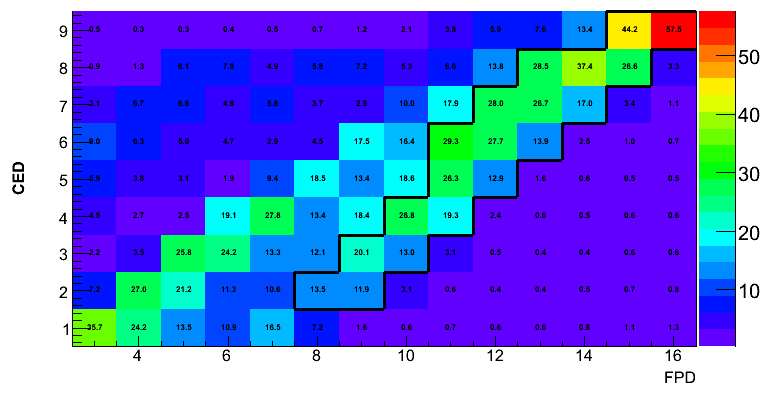 9 0.5 0.3 0.3 0.4 0.5 0.7 1.2 2.1 3.8 5.9 7.6 13.4 44.2 57.5
8 0.9 1.3 6.1 7.8 4.9 5.6 7.2 5.3 6.6 13.8 28.5 37.4 26.6 3.3 50
7 3.1 6.7 4.8 5.8 3.7 2.9 10.0 17.9 28.0 26.7 17.0 3.4 1.1 40
6 9.0 6.3 5.0 4.7 2.9 4.5 17.5 16.4 29.3 27.7 13.9 2.5 1.0 0.7 30
CED
5 5.9 3.8 3.1 1.9 9.4 18.5 13.4 18.6 26.3 12.9 1.6 0.6 0.5 0.5
4 4.5 2.7 2.5 19.1 27.8 13.4 18.4 26.8 19.3 2.4 0.6 0.5 0.6 0.6 20
3 2.2 3.5 25.8 24.2 13.3 12.1 20.1 13.0 3.1 0.5 0.4 0.4 0.6 0.6
2 7.2 27.0 21.2 11.3 10.6 13.5 11.9 3.1 0.6 0.4 0.4 0.5 0.7 0.8 10
1 35.7 24.2 13.5 10.9 16.5 7.2 1.6 0.6 0.7 0.6 0.6 0.8 1.1 1.3
4 6 8 10 12 14 16
FPD